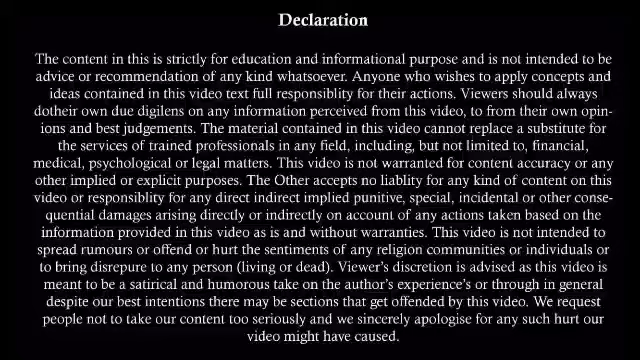 Declaration
The content in this is strictly for education and informational purpose and is not intended to be
advice or recommendation of any kind whatsoever. Anyone who wishes to apply concepts and
ideas contained in this video text full responsiblity for their actions. Viewers should always
dotheir own due digilens on any information perceived from this video, to from their own opin-
ions and best judgements. The material contained in this video cannot replace a substitute for
the services of trained professionals in any field, including, but not limited to, financial,
medical, psychological or legal matters. This video is not warranted for content accuracy or any
other implied or explicit purposes. The Other accepts no liablity for any kind of content on this
video or responsiblity for any direct indirect implied punitive, special, incidental or other conse-
quential damages arising directly or indirectly on account of any actions taken based on the
information provided in this video as is and without warranties. This video is not intended to
spread rumours or offend or hurt the sentiments of any religion communities or individuals or
to bring disrepure to any person (living or dead). Viewer's discretion is advised as this video is
meant to be a satirical and humorous take on the author's experience's or through in general
despite our best intentions there may be sections that get offended by this video. We request
people not to take our content too seriously and we sincerely apologise for any such hurt our
video might have caused.